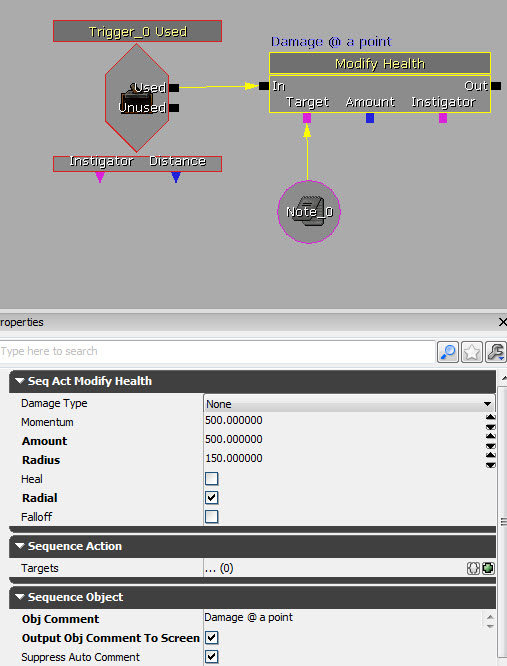 Trigger_0 Used
Used
Unused
Instigator Distance
Damage @ a point
Modify Health
In Out
Target Amount Instigator
Note_0
roperties
Type here to search
Seq Act Modify Health
Damage Type None
Momentum 500.000000
Amount 500.000000
Radius 150.000000
Heal
Radial
Falloff
Sequence Action
Targets ... (0)
Sequence Object
Obj Comment Damage @ a point
Output Obj Comment To Screen
Suppress Auto Comment